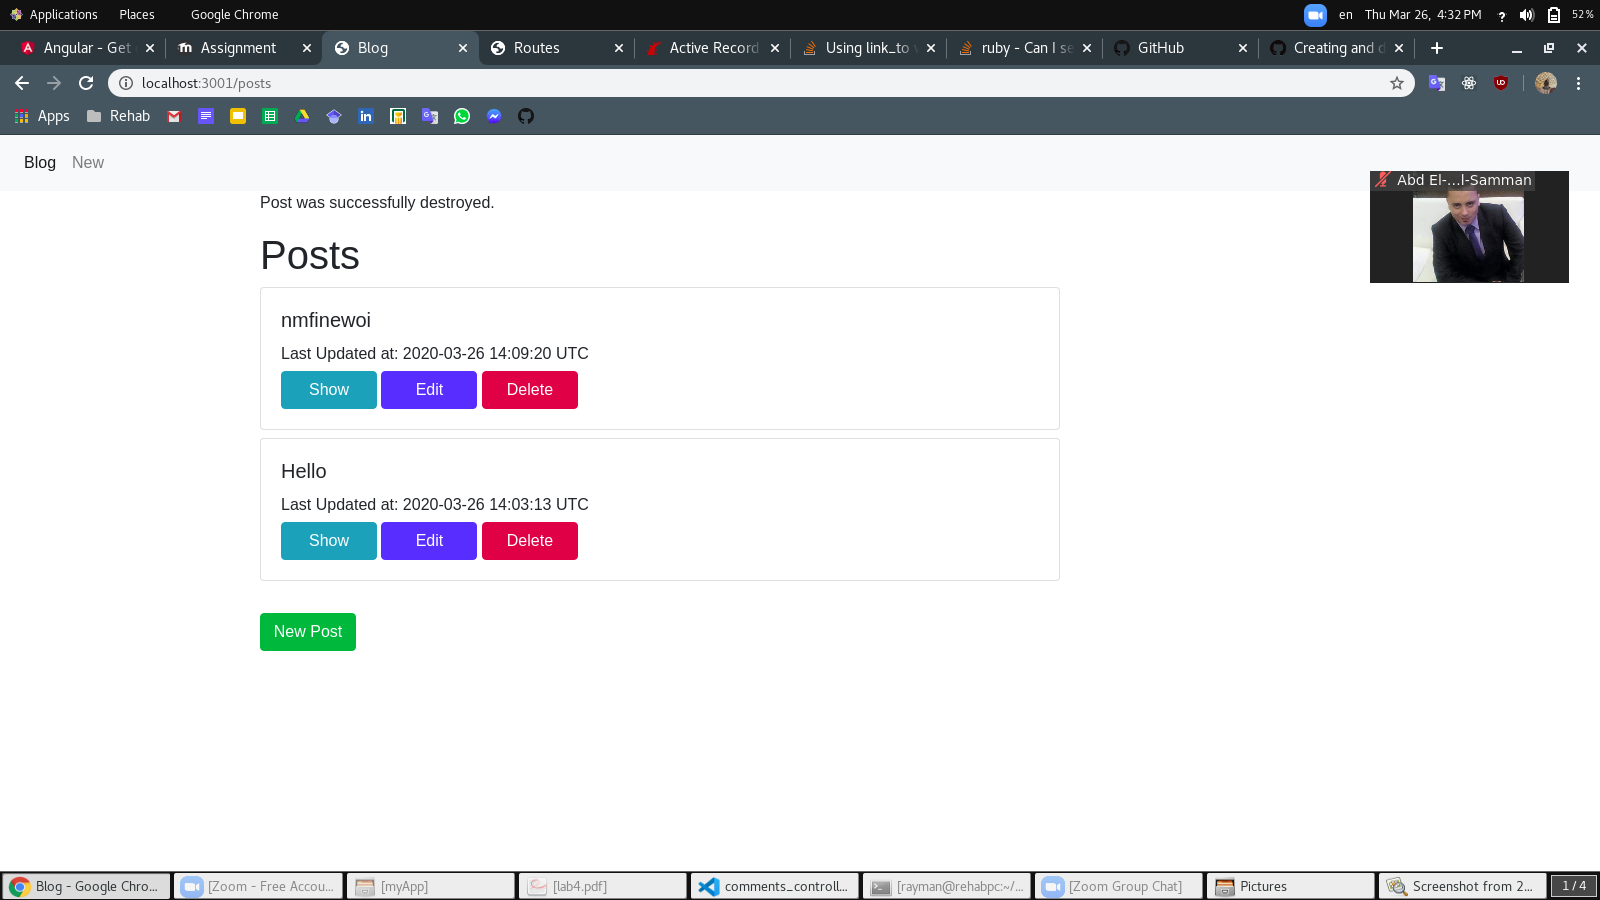 Applications Places Google Chrome en Thu Mar 26, 4:32 PM ? 52%
Angular - Get Assignment Blog Routes Active Record Using link_to ruby - Can I se GitHub Creating and d
localhost:3001/posts
Apps Rehab
Blog New
Abd El-...l-Samman
Post was successfully destroyed.
Posts
nmfinewoi
Last Updated at: 2020-03-26 14:09:20 UTC
Show Edit Delete
Hello
Last Updated at: 2020-03-26 14:03:13 UTC
Show Edit Delete
New Post
Blog - Google Chro... [Zoom - Free Accou... [myApp] [lab4.pdf] comments_controll... [rayman@rehabpc:~/... [Zoom Group Chat] Pictures Screenshot from 2... 1 / 4